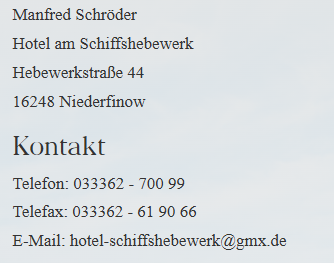 Manfred Schröder
Hotel am Schiffshebewerk
Hebewerkstraße 44
16248 Niederfinow
Kontakt
Telefon: 033362 - 700 99
Telefax: 033362 - 61 90 66
E-Mail: hotel-schiffshebewerk@gmx.de